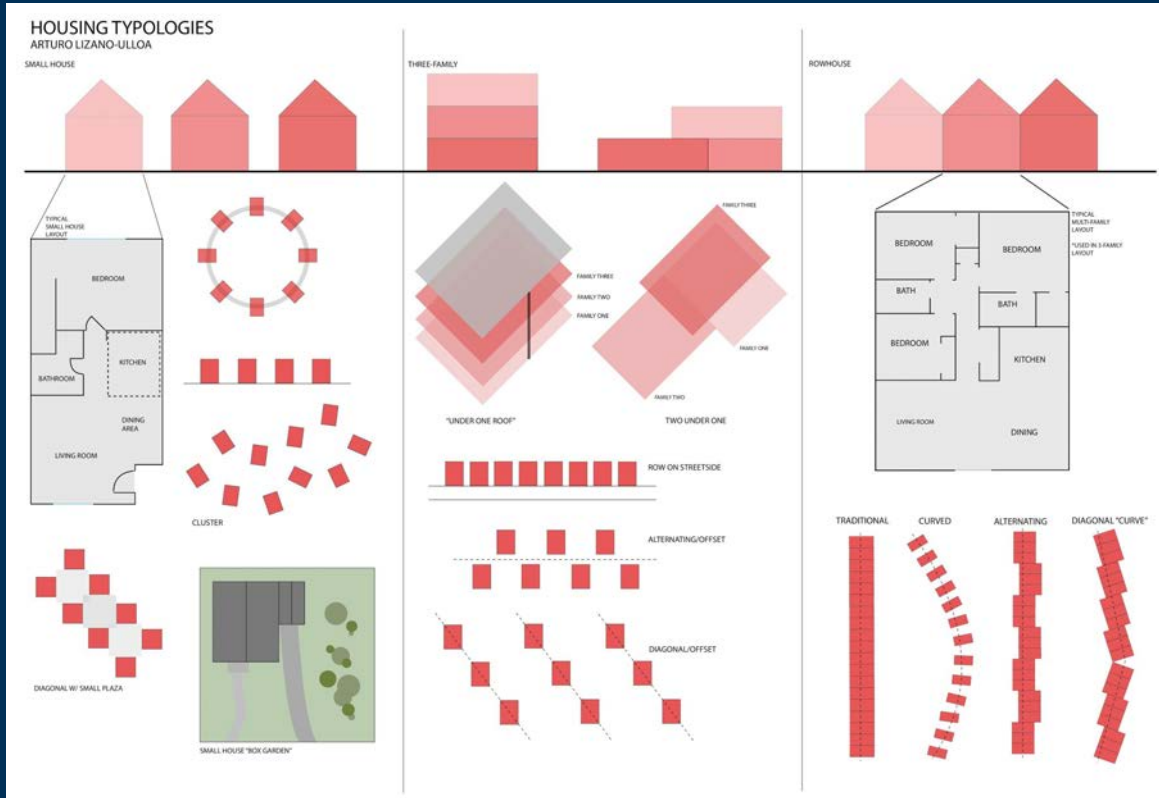 HOUSING TYPOLOGIES
ARTURO LIZANO-ULLOA
SMALL HOUSE
TYPICAL
SMALL HOUSE
LAYOUT
BEDROOM
KITCHEN
BATHROOM
DINING
AREA
LIVING ROOM
CLUSTER
DIAGONAL W/ SMALL PLAZA
SMALL HOUSE "BOX GARDEN"
THREE-FAMILY
FAMILY THREE
FAMILY TWO
FAMILY ONE
"UNDER ONE ROOF"
FAMILY THREE
FAMILY ONE
FAMILY TWO
TWO UNDER ONE
ROW ON STREETSIDE
ALTERNATING/OFFSET
DIAGONAL/OFFSET
ROWHOUSE
TYPICAL
MULTI-FAMILY
LAYOUT
*USED IN 3-FAMILY
LAYOUT
BEDROOM
BEDROOM
BATH
BATH
BEDROOM
KITCHEN
LIVING ROOM
DINING
TRADITIONAL
CURVED
ALTERNATING
DIAGONAL "CURVE"